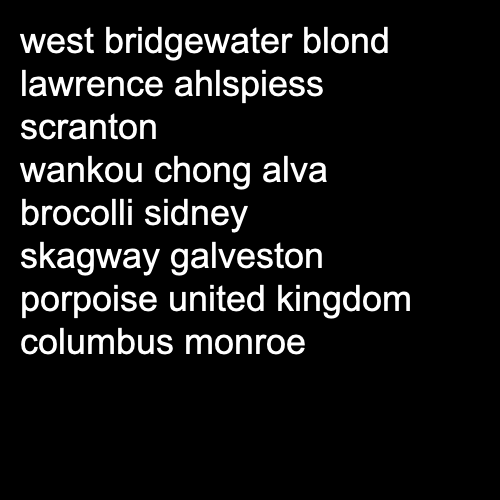 west bridgewater blond
lawrence ahlspiess
scranton
wankou chong alva
brocolli sidney
skagway galveston
porpoise united kingdom
columbus monroe